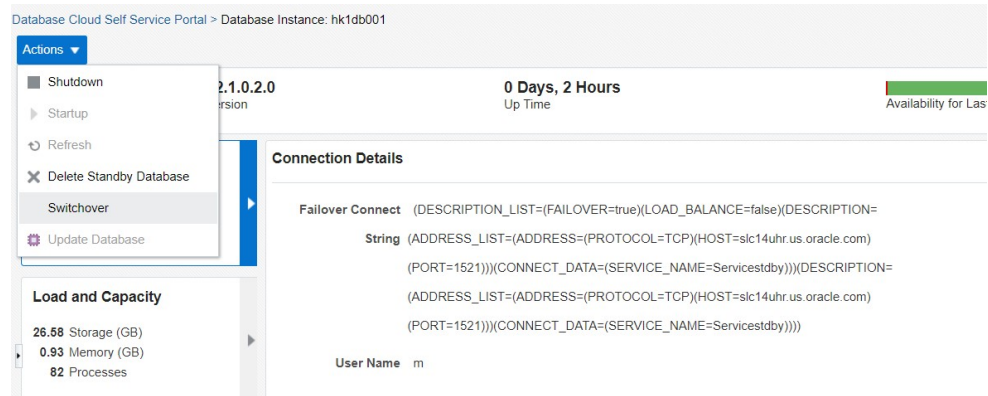 Database Cloud Self Service Portal > Database Instance: hk1db001
Actions
Shutdown
Startup
Refresh
Delete Standby Database
Switchover
Update Database
2.1.0.2.0
ersion
0 Days, 2 Hours
Up Time
Availability for Las
Connection Details
Failover Connect (DESCRIPTION_LIST=(FAILOVER=true)(LOAD_BALANCE=false)(DESCRIPTION=
String (ADDRESS_LIST=(ADDRESS=(PROTOCOL=TCP)(HOST=slc14uhr.us.oracle.com)
(PORT=1521)))(CONNECT_DATA=(SERVICE_NAME=Servicestdby)))(DESCRIPTION=
(ADDRESS_LIST=(ADDRESS=(PROTOCOL=TCP)(HOST=slc14uhr.us.oracle.com)
(PORT=1521)))(CONNECT_DATA=(SERVICE_NAME=Servicestdby))))
User Name m
Load and Capacity
26.58 Storage (GB)
0.93 Memory (GB)
82 Processes